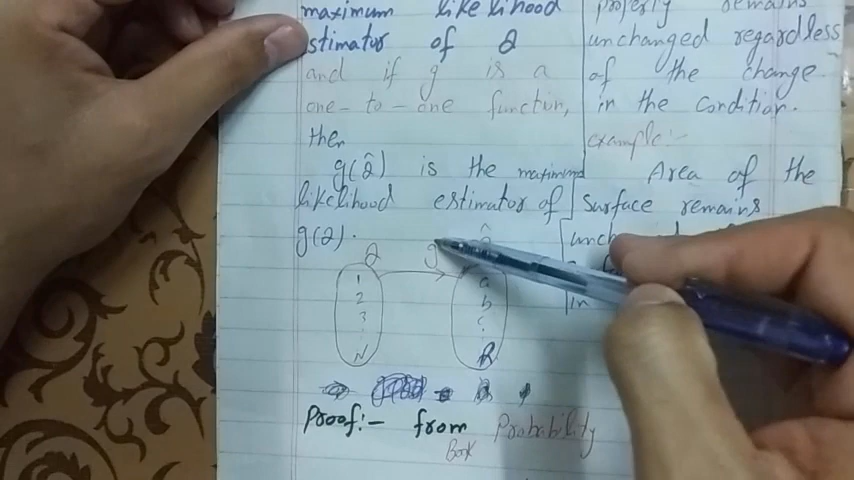 maximum likelihood
stimator of θ
and if g is a
one-to-one function,
then
g(θ̂) is the maximum
likelihood estimator of
g(θ).
θ g
1
2
?
N
a
b
?
R
Proof:- from Probability
Book
property remains
unchanged regardless
of the change.
in the condition.
example:-
Area of the
surface remains
in